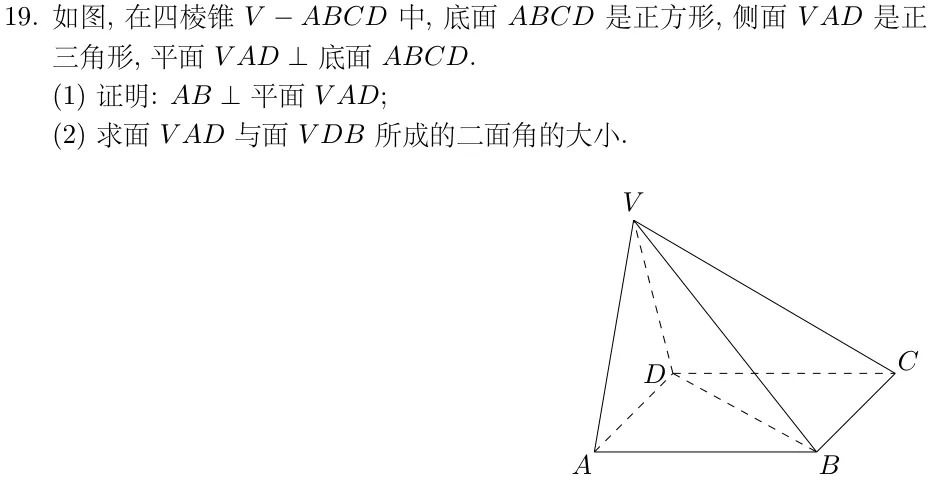 19. 如图, 在四棱锥 V − ABCD 中, 底面 ABCD 是正方形, 侧面 VAD 是正
三角形, 平面 VAD ⊥ 底面 ABCD.
(1) 证明: AB ⊥ 平面 VAD;
(2) 求面 VAD 与面 VDB 所成的二面角的大小.
V
C
D
A
B